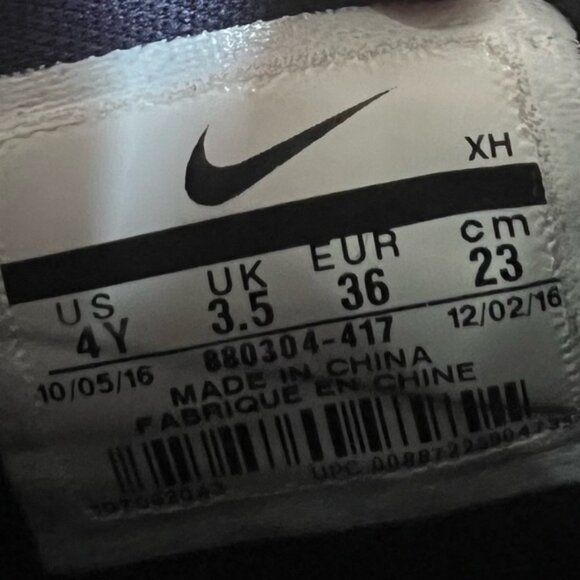 XH
US UK EUR cm
4Y 3.5 36 23
10/05/16 880304-417 12/02/16
MADE IN CHINA
FABRIQUE EN CHINE
UPC